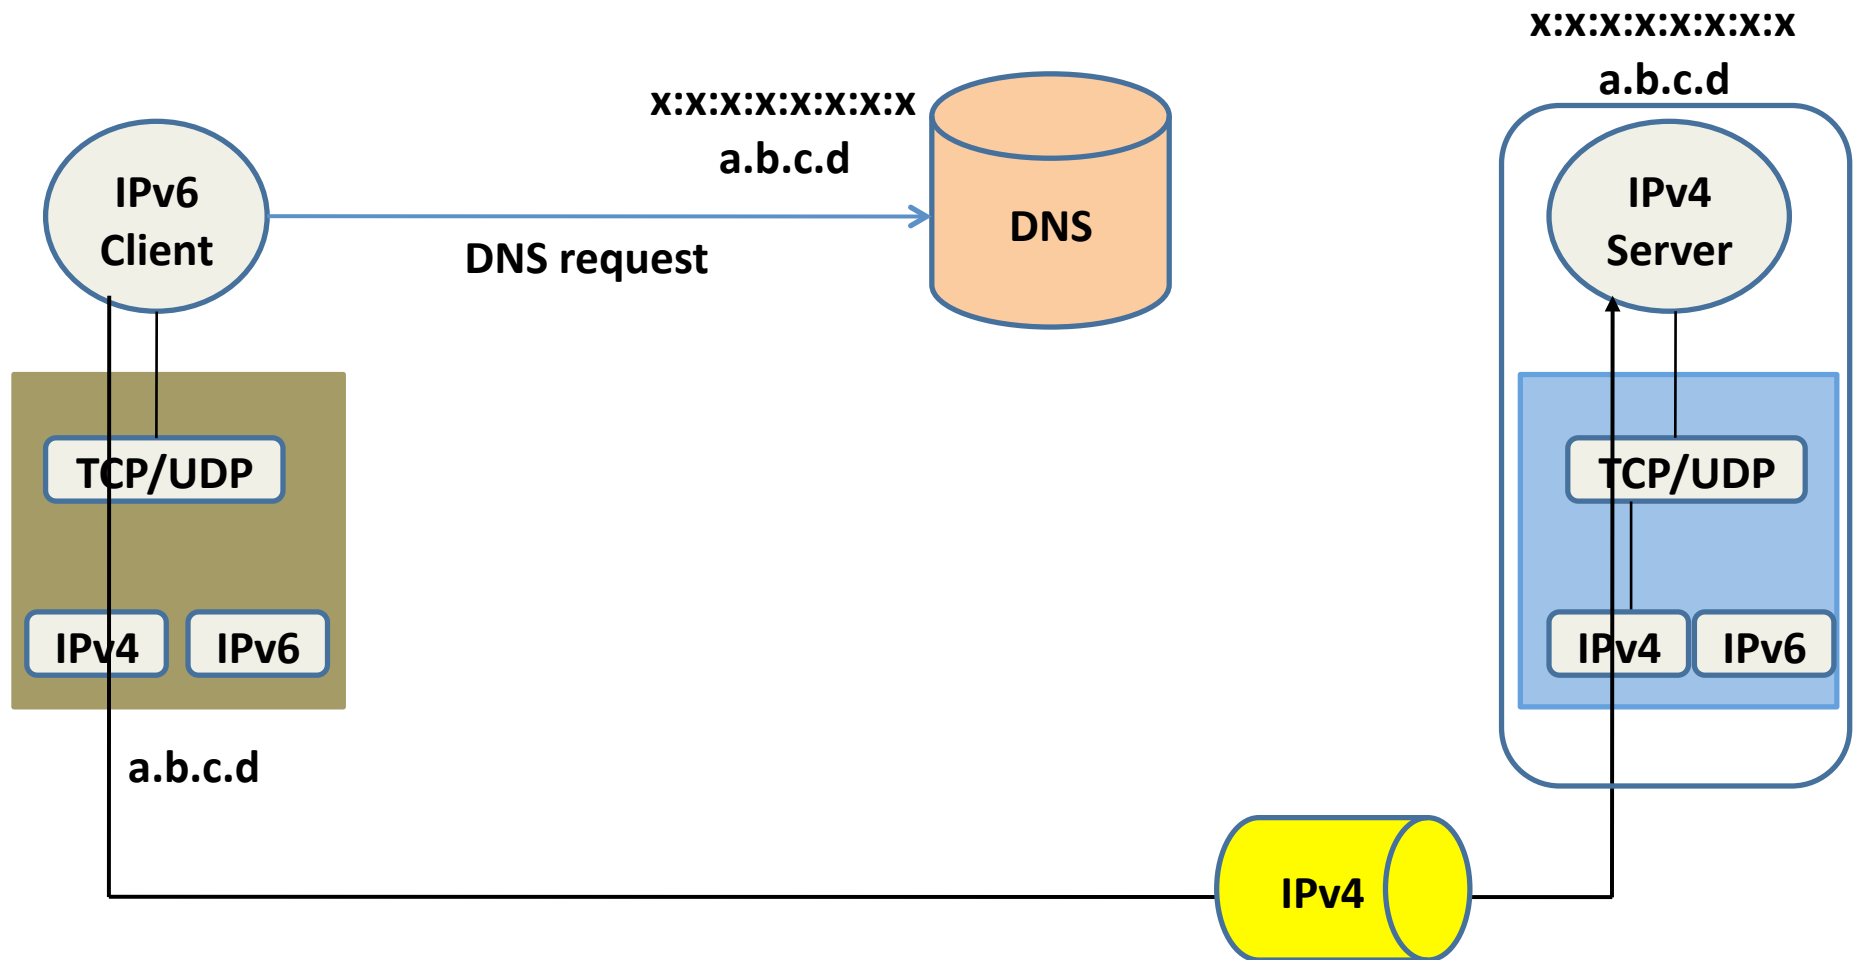 x:x:x:x:x:x:x:x
a.b.c.d
x:x:x:x:x:x:x:x
a.b.c.d
IPv6
Client
DNS request
DNS
IPv4
Server
TCP/UDP
TCP/UDP
IPv4
IPv6
IPv4
IPv6
a.b.c.d
IPv4